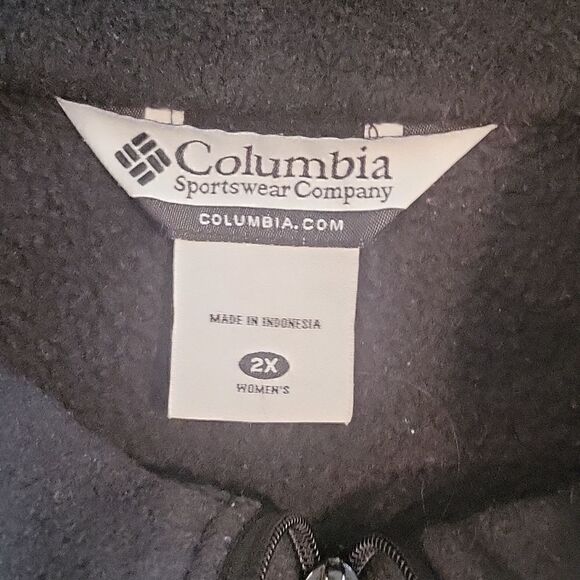 Columbia
Sportswear Company
COLUMBIA.COM
MADE IN INDONESIA
2X
WOMEN'S